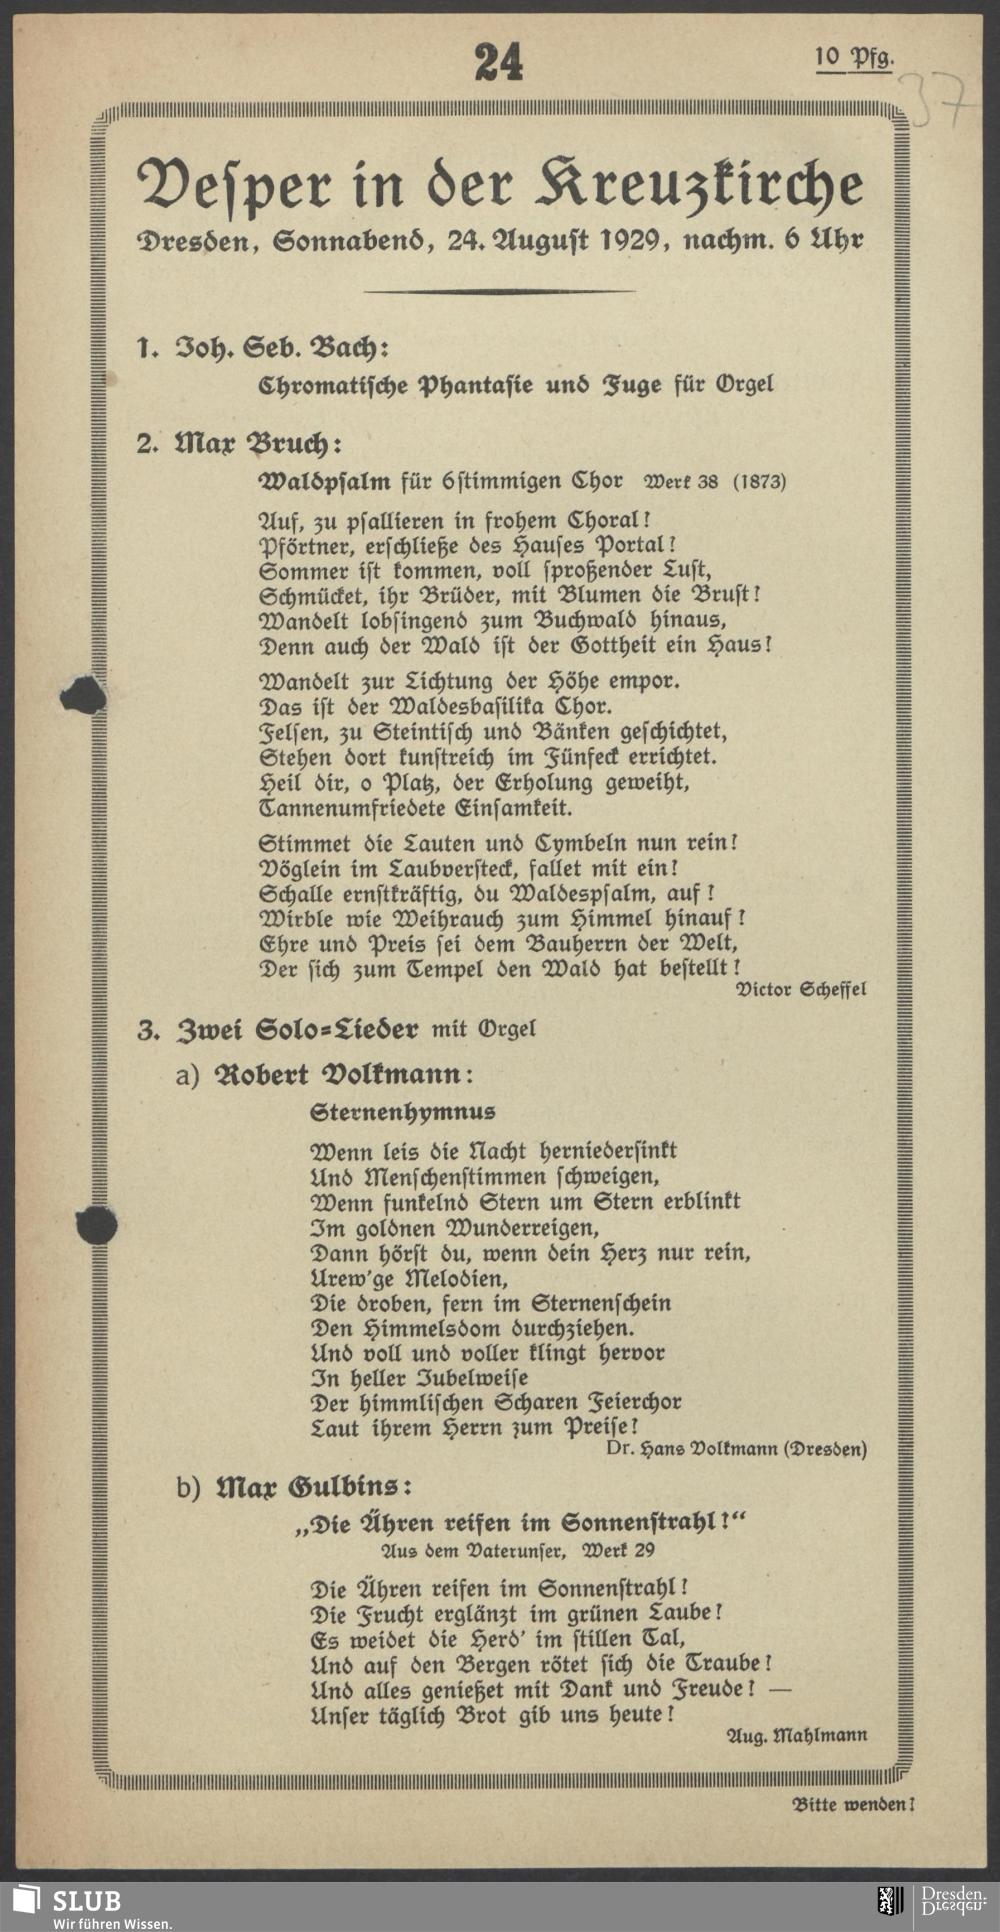 24
10 Pfg.
37
Vesper in der Kreuzkirche
Dresden, Sonnabend, 24. August 1929, nachm. 6 Uhr
1. Joh. Seb. Bach:
Chromatische Phantasie und Fuge für Orgel
2. Max Bruch:
Waldpsalm für 6stimmigen Chor Werk 38 (1873)
Auf, zu psallieren in frohem Choral!
Pförtner, erschließe des Hauses Portal!
Sommer ist kommen, voll sproßender Lust,
Schmücket, ihr Brüder, mit Blumen die Brust!
Wandelt lobsingend zum Buchwald hinaus,
Denn auch der Wald ist der Gottheit ein Haus!
Wandelt zur Lichtung der Höhe empor.
Das ist der Waldesbasilika Chor.
Felsen, zu Steintisch und Bänken geschichtet,
Stehen dort kunstreich im Fünfeck errichtet.
Heil dir, o Platz, der Erholung geweiht,
Tannenumfriedete Einsamkeit.
Stimmet die Lauten und Cymbeln nun rein!
Vöglein im Laubversteck, fallet mit ein!
Schalle ernstkräftig, du Waldespsalm, auf!
Wirble wie Weihrauch zum Himmel hinauf!
Ehre und Preis sei dem Bauherrn der Welt,
Der sich zum Tempel den Wald hat bestellt!
Victor Scheffel
3. Zwei Solo=Lieder mit Orgel
a) Robert Volkmann:
Sternenhymnus
Wenn leis die Nacht herniedersinkt
Und Menschenstimmen schweigen,
Wenn funkelnd Stern um Stern erblinkt
Im goldnen Wunderreigen,
Dann hörst du, wenn dein Herz nur rein,
Urew'ge Melodien,
Die droben, fern im Sternenschein
Den Himmelsdom durchziehen.
Und voll und voller klingt hervor
In heller Jubelweise
Der himmlischen Scharen Feierchor
Laut ihrem Herrn zum Preise!
Dr. Hans Volkmann (Dresden)
b) Max Gulbins:
„Die Ähren reifen im Sonnenstrahl!“
Aus dem Vaterunser, Werk 29
Die Ähren reifen im Sonnenstrahl!
Die Frucht erglänzt im grünen Laube!
Es weidet die Herd' im stillen Tal,
Und auf den Bergen rötet sich die Traube!
Und alles genießet mit Dank und Freude! —
Unser täglich Brot gib uns heute!
Aug. Mahlmann
Bitte wenden!
SLUB
Wir führen Wissen.
Dresden.
Dresden.